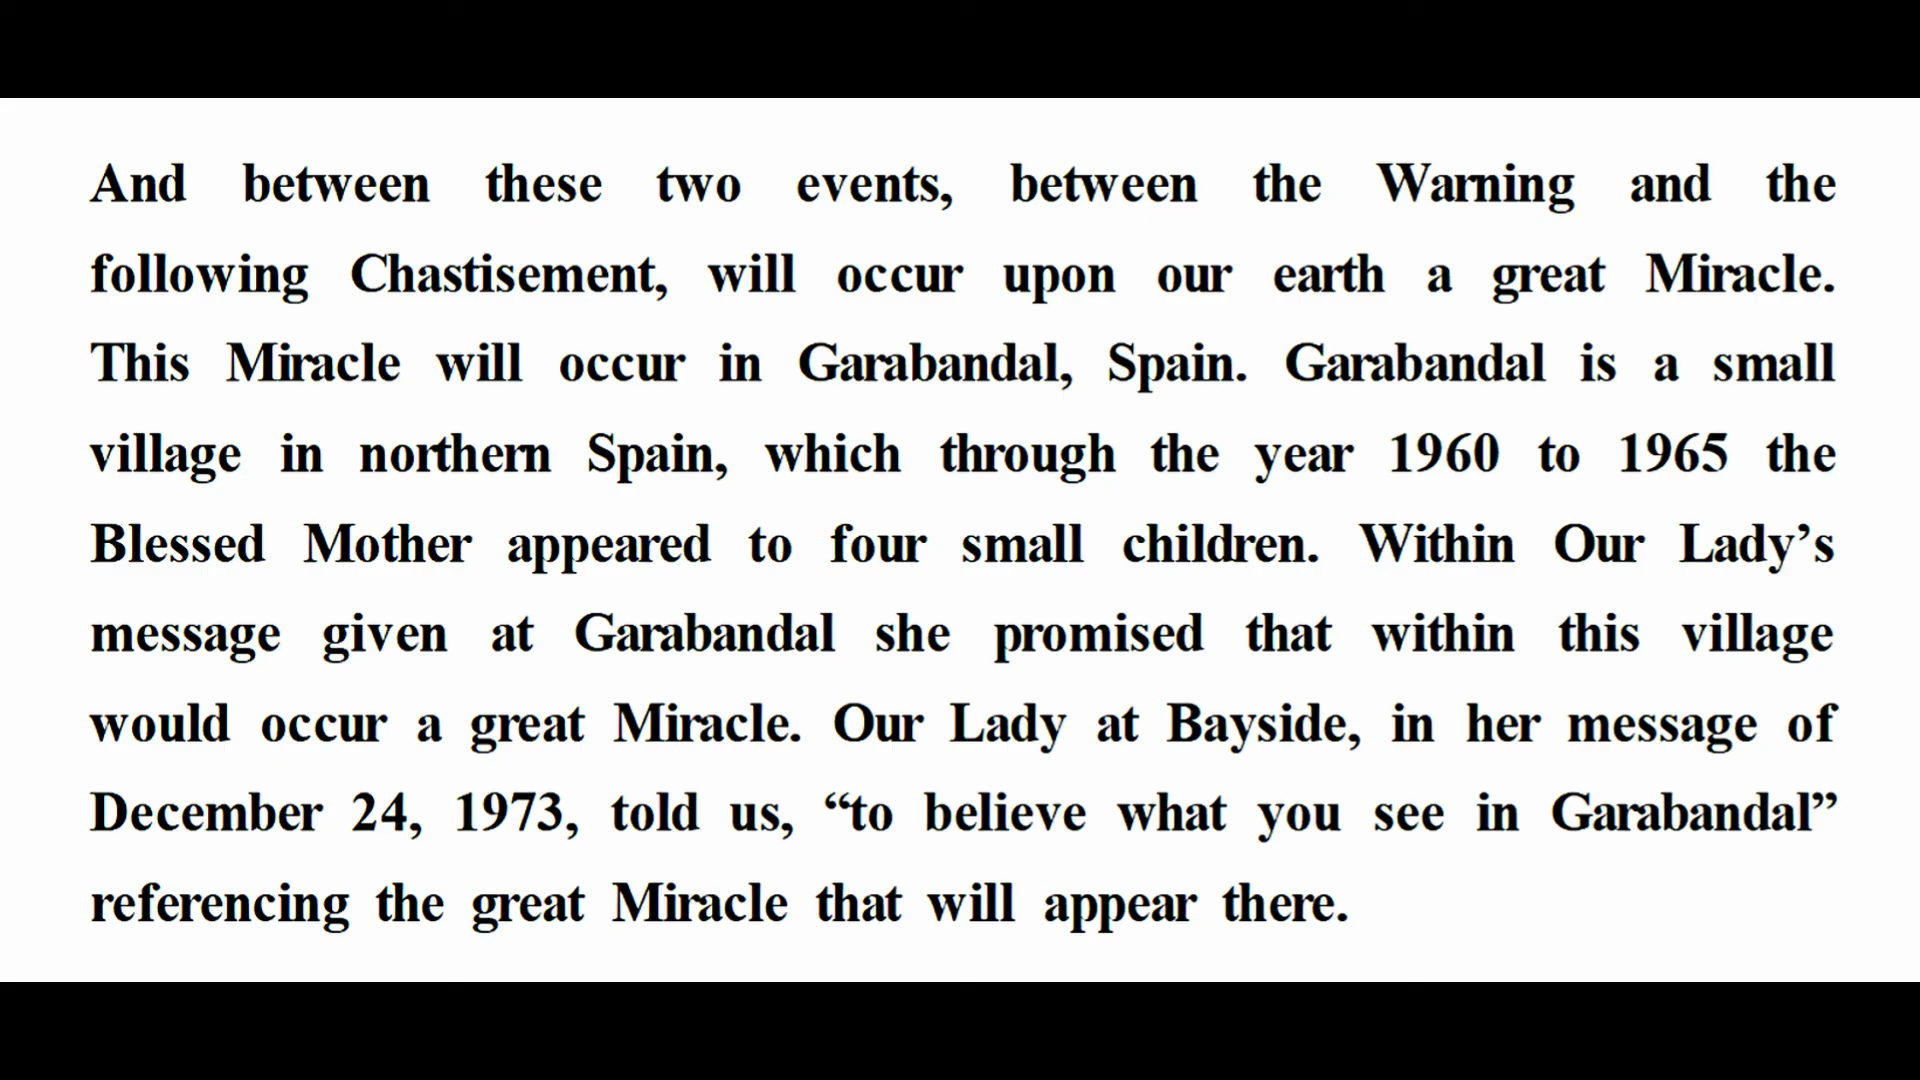 And between these two events, between the Warning and the
following Chastisement, will occur upon our earth a great Miracle.
This Miracle will occur in Garabandal, Spain. Garabandal is a small
village in northern Spain, which through the year 1960 to 1965 the
Blessed Mother appeared to four small children. Within Our Lady’s
message given at Garabandal she promised that within this village
would occur a great Miracle. Our Lady at Bayside, in her message of
December 24, 1973, told us, “to believe what you see in Garabandal”
referencing the great Miracle that will appear there.